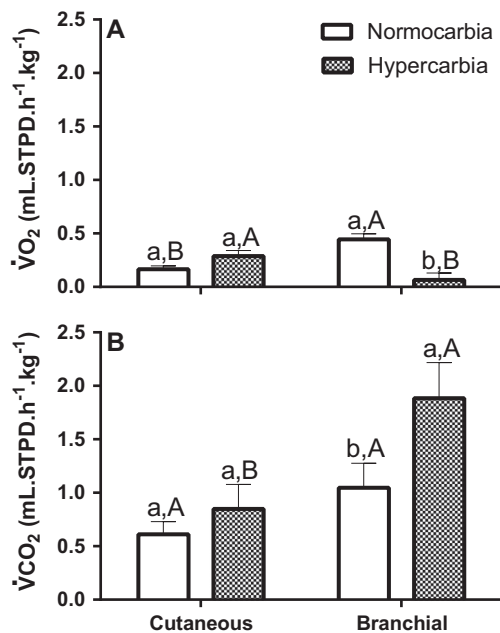 A
Normocarbia
Hypercarbia
2.5
2.0
1.5
1.0
0.5
0.0
V̇O₂ (mL.STPD.h⁻¹.kg⁻¹)
a,B
a,A
a,A
b,B
B
2.5
2.0
1.5
1.0
0.5
0.0
V̇CO₂ (mL.STPD.h⁻¹.kg⁻¹)
a,A
a,B
b,A
a,A
Cutaneous
Branchial